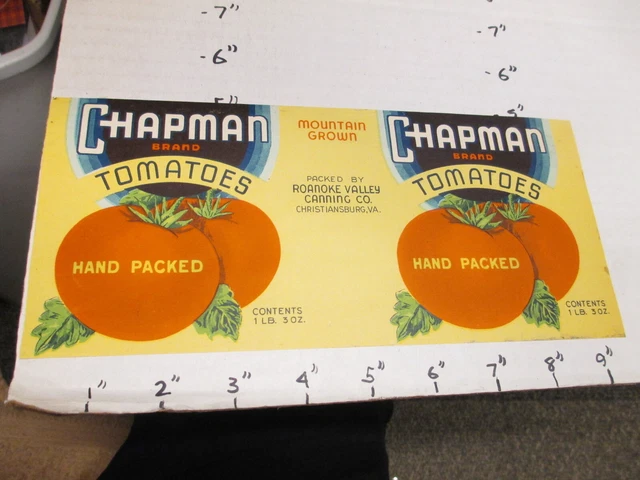 -7"
-7"
-6"
-6"
5"
5"
CHAPMAN
BRAND
TOMATOES
HAND PACKED
CONTENTS
1 LB. 3 OZ.
MOUNTAIN
GROWN
PACKED BY
ROANOKE VALLEY
CANNING CO.
CHRISTIANSBURG, VA.
CHAPMAN
BRAND
TOMATOES
HAND PACKED
CONTENTS
1 LB. 3 OZ.
1" 2" 3" 4" 5" 6" 7" 8" 9"